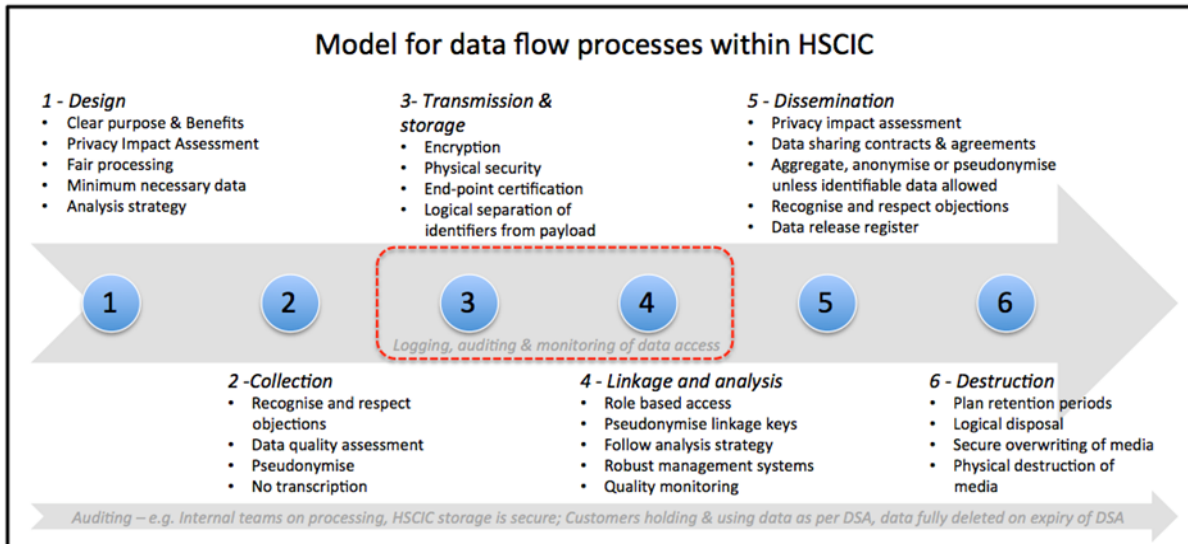 Model for data flow processes within HSCIC
1 - Design
• Clear purpose & Benefits
• Privacy Impact Assessment
• Fair processing
• Minimum necessary data
• Analysis strategy
3- Transmission &
storage
• Encryption
• Physical security
• End-point certification
• Logical separation of
identifiers from payload
5 - Dissemination
• Privacy impact assessment
• Data sharing contracts & agreements
• Aggregate, anonymise or pseudonymise
unless identifiable data allowed
• Recognise and respect objections
• Data release register
1
2
3
4
5
6
Logging, auditing & monitoring of data access
2 -Collection
• Recognise and respect
objections
• Data quality assessment
• Pseudonymise
• No transcription
4 - Linkage and analysis
• Role based access
• Pseudonymise linkage keys
• Follow analysis strategy
• Robust management systems
• Quality monitoring
6 - Destruction
• Plan retention periods
• Logical disposal
• Secure overwriting of media
• Physical destruction of
media
Auditing – e.g. Internal teams on processing, HSCIC storage is secure; Customers holding & using data as per DSA, data fully deleted on expiry of DSA